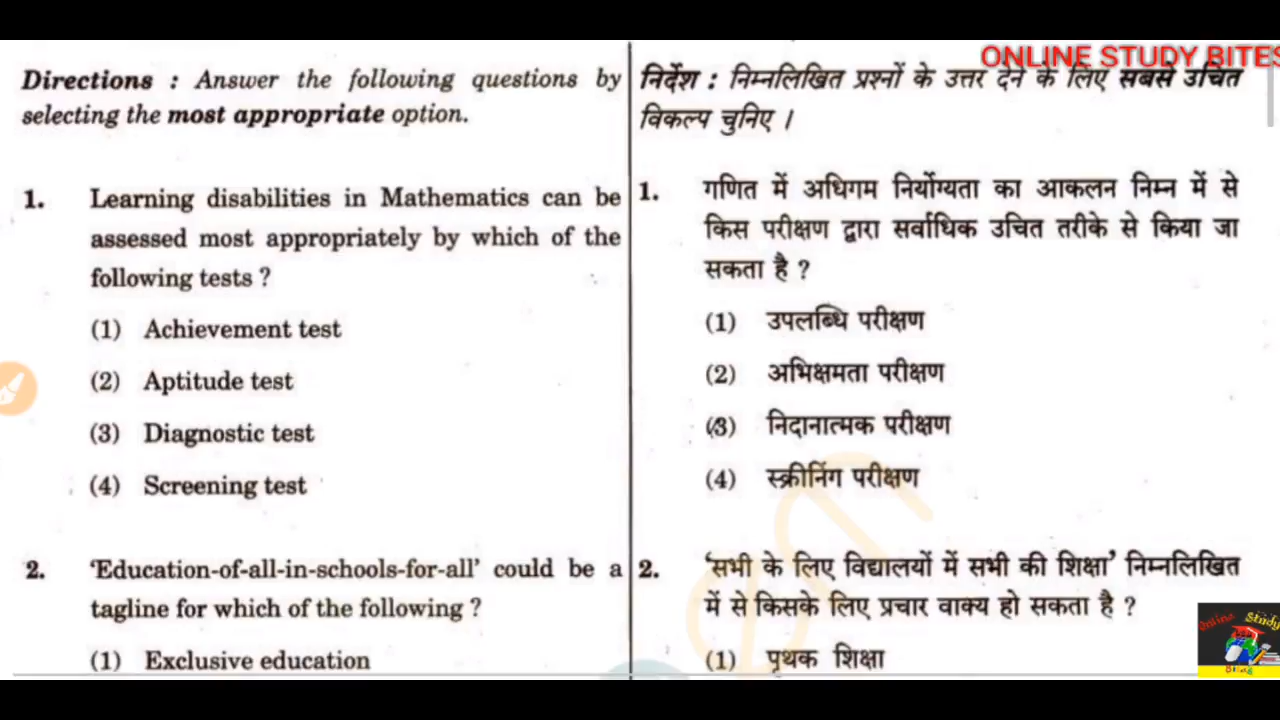 ONLINE STUDY BITES
Directions : Answer the following questions by
selecting the most appropriate option.
1. Learning disabilities in Mathematics can be
assessed most appropriately by which of the
following tests ?
(1) Achievement test
(2) Aptitude test
(3) Diagnostic test
(4) Screening test
2. 'Education-of-all-in-schools-for-all' could be a
tagline for which of the following ?
(1) Exclusive education
निर्देश : निम्नलिखित प्रश्नों के उत्तर देने के लिए सबसे उचित
विकल्प चुनिए ।
1. गणित में अधिगम निर्योग्यता का आकलन निम्न में से
किस परीक्षण द्वारा सर्वाधिक उचित तरीके से किया जा
सकता है ?
(1) उपलब्धि परीक्षण
(2) अभिक्षमता परीक्षण
(3) निदानात्मक परीक्षण
(4) स्क्रीनिंग परीक्षण
2. 'सभी के लिए विद्यालयों में सभी की शिक्षा' निम्नलिखित
में से किसके लिए प्रचार वाक्य हो सकता है ?
(1) पृथक शिक्षा
Online Study
Bites